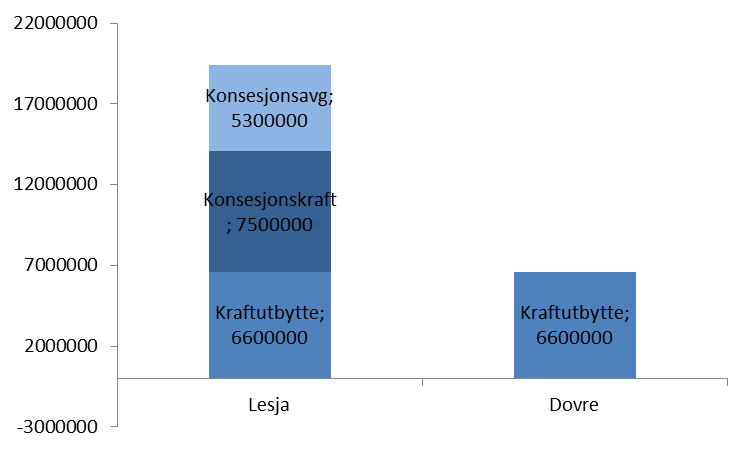 22000000
17000000
12000000
7000000
2000000
-3000000
Konsesjonsavg;
5300000
Konsesjonskraft
; 7500000
Kraftutbytte;
6600000
Kraftutbytte;
6600000
Lesja
Dovre